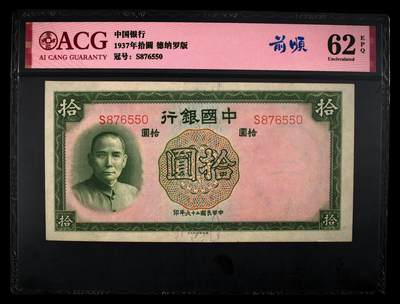 ACG
AI CANG GUARANTY
中国银行
1937年拾圆 德纳罗版
冠号: S876550
前順
62
EPQ
Uncirculated
拾
拾
行銀國中
S876550
S876550
圓拾
圓拾
圓拾
印年六十二國民華中
拾
拾